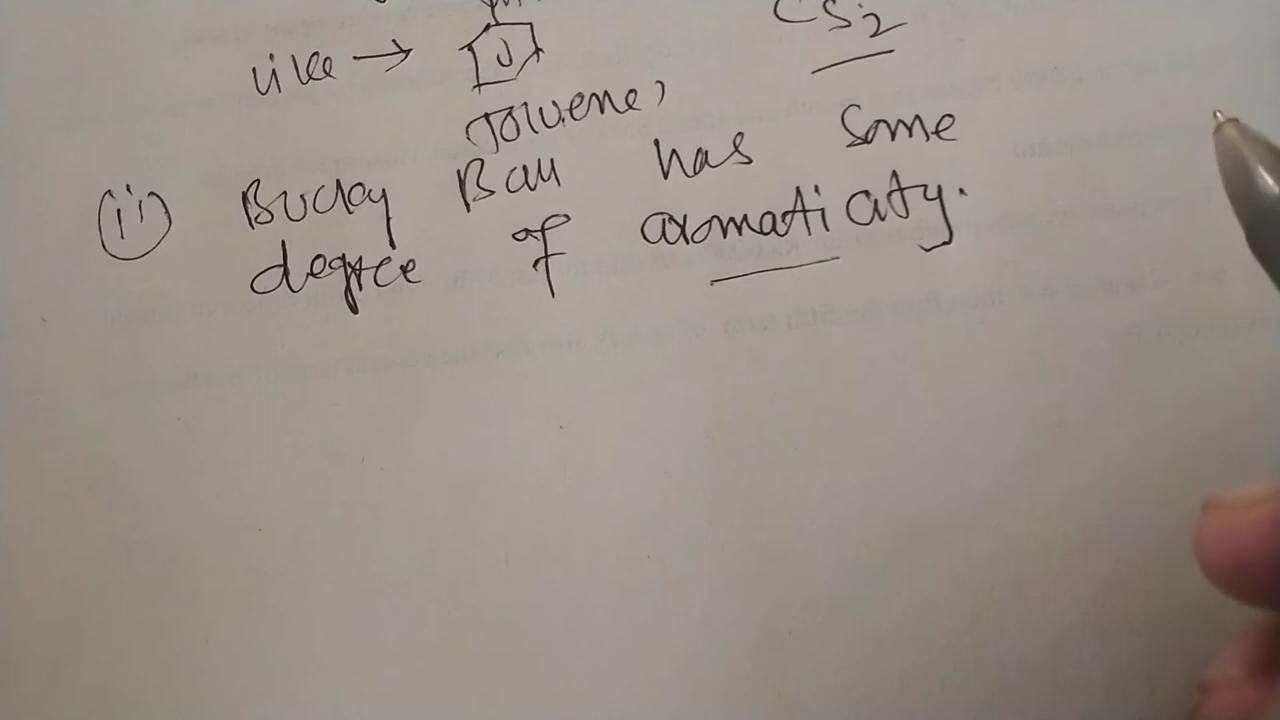 CS2
like →
Toluene,
(ii) Bucky Ball has some
degree of aromaticity.